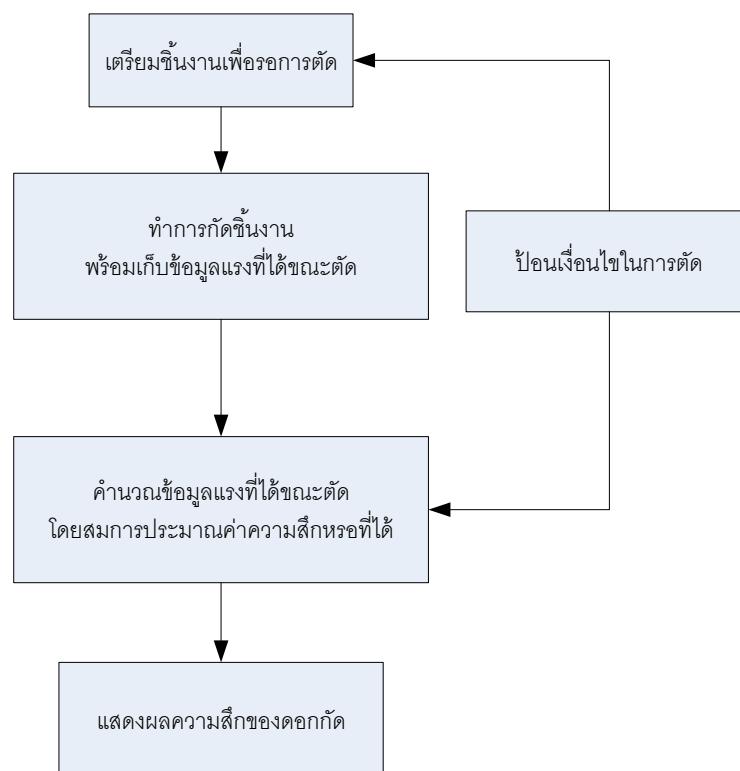 เตรียมชิ้นงานเพื่อรอการตัด
ทำการกัดชิ้นงาน
พร้อมเก็บข้อมูลแรงที่ได้ขณะตัด
ป้อนเงื่อนไขในการตัด
คำนวณข้อมูลแรงที่ได้ขณะตัด
โดยสมการประมาณค่าความสึกหรอที่ได้
แสดงผลความสึกของดอกกัด